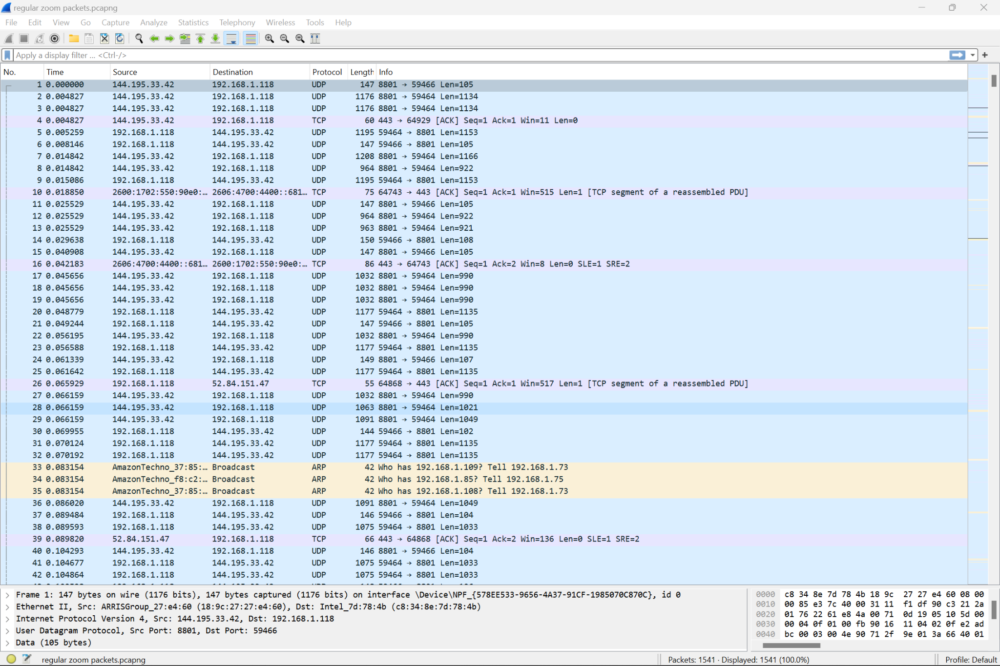 regular zoom packets.pcapng
File Edit View Go Capture Analyze Statistics Telephony Wireless Tools Help
Apply a display filter ... <Ctrl-/>
No. Time Source Destination Protocol Length Info
1 0.000000 144.195.33.42 192.168.1.118 UDP 147 8801 → 59466 Len=105
2 0.004827 144.195.33.42 192.168.1.118 UDP 1176 8801 → 59464 Len=1134
3 0.004827 144.195.33.42 192.168.1.118 UDP 1176 8801 → 59464 Len=1134
4 0.004827 144.195.33.42 192.168.1.118 TCP 60 443 → 64929 [ACK] Seq=1 Ack=1 Win=11 Len=0
5 0.005259 192.168.1.118 144.195.33.42 UDP 1195 59464 → 8801 Len=1153
6 0.008146 192.168.1.118 144.195.33.42 UDP 147 59466 → 8801 Len=105
7 0.014842 144.195.33.42 192.168.1.118 UDP 1208 8801 → 59464 Len=1166
8 0.014842 144.195.33.42 192.168.1.118 UDP 964 8801 → 59464 Len=922
9 0.015086 192.168.1.118 144.195.33.42 UDP 1195 59464 → 8801 Len=1153
10 0.018850 2600:1702:550:90e0:… 2606:4700:4400::681… TCP 75 64743 → 443 [ACK] Seq=1 Ack=1 Win=515 Len=1 [TCP segment of a reassembled PDU]
11 0.025529 144.195.33.42 192.168.1.118 UDP 147 8801 → 59466 Len=105
12 0.025529 144.195.33.42 192.168.1.118 UDP 964 8801 → 59464 Len=922
13 0.025529 144.195.33.42 192.168.1.118 UDP 963 8801 → 59464 Len=921
14 0.029638 192.168.1.118 144.195.33.42 UDP 150 59466 → 8801 Len=108
15 0.040908 144.195.33.42 192.168.1.118 UDP 147 8801 → 59466 Len=105
16 0.042183 2606:4700:4400::681… 2600:1702:550:90e0:… TCP 86 443 → 64743 [ACK] Seq=1 Ack=2 Win=8 Len=0 SLE=1 SRE=2
17 0.045656 144.195.33.42 192.168.1.118 UDP 1032 8801 → 59464 Len=990
18 0.045656 144.195.33.42 192.168.1.118 UDP 1032 8801 → 59464 Len=990
19 0.045656 144.195.33.42 192.168.1.118 UDP 1032 8801 → 59464 Len=990
20 0.048779 192.168.1.118 144.195.33.42 UDP 1177 59464 → 8801 Len=1135
21 0.049244 192.168.1.118 144.195.33.42 UDP 147 59466 → 8801 Len=105
22 0.056195 144.195.33.42 192.168.1.118 UDP 1032 8801 → 59464 Len=990
23 0.056588 192.168.1.118 144.195.33.42 UDP 1177 59464 → 8801 Len=1135
24 0.061339 144.195.33.42 192.168.1.118 UDP 149 8801 → 59466 Len=107
25 0.061642 192.168.1.118 144.195.33.42 UDP 1177 59464 → 8801 Len=1135
26 0.065929 192.168.1.118 52.84.151.47 TCP 55 64868 → 443 [ACK] Seq=1 Ack=1 Win=517 Len=1 [TCP segment of a reassembled PDU]
27 0.066159 144.195.33.42 192.168.1.118 UDP 1032 8801 → 59464 Len=990
28 0.066159 144.195.33.42 192.168.1.118 UDP 1063 8801 → 59464 Len=1021
29 0.066159 144.195.33.42 192.168.1.118 UDP 1091 8801 → 59464 Len=1049
30 0.069955 192.168.1.118 144.195.33.42 UDP 144 59466 → 8801 Len=102
31 0.070124 192.168.1.118 144.195.33.42 UDP 1177 59464 → 8801 Len=1135
32 0.070192 192.168.1.118 144.195.33.42 UDP 1177 59464 → 8801 Len=1135
33 0.083154 AmazonTechno_37:85:… Broadcast ARP 42 Who has 192.168.1.109? Tell 192.168.1.73
34 0.083154 AmazonTechno_f8:c2:… Broadcast ARP 42 Who has 192.168.1.85? Tell 192.168.1.75
35 0.083154 AmazonTechno_37:85:… Broadcast ARP 42 Who has 192.168.1.108? Tell 192.168.1.73
36 0.086020 144.195.33.42 192.168.1.118 UDP 1091 8801 → 59464 Len=1049
37 0.089484 192.168.1.118 144.195.33.42 UDP 146 59466 → 8801 Len=104
38 0.089593 192.168.1.118 144.195.33.42 UDP 1075 59464 → 8801 Len=1033
39 0.089820 52.84.151.47 192.168.1.118 TCP 66 443 → 64868 [ACK] Seq=1 Ack=2 Win=136 Len=0 SLE=1 SRE=2
40 0.104293 144.195.33.42 192.168.1.118 UDP 146 8801 → 59466 Len=104
41 0.104677 192.168.1.118 144.195.33.42 UDP 1075 59464 → 8801 Len=1033
42 0.104864 192.168.1.118 144.195.33.42 UDP 1075 59464 → 8801 Len=1033
Frame 1: 147 bytes on wire (1176 bits), 147 bytes captured (1176 bits) on interface \Device\NPF_{578EE533-9656-4A37-91CF-1985070C870C}, id 0
Ethernet II, Src: ARRISGroup_27:e4:60 (18:9c:27:27:e4:60), Dst: Intel_7d:78:4b (c8:34:8e:7d:78:4b)
Internet Protocol Version 4, Src: 144.195.33.42, Dst: 192.168.1.118
User Datagram Protocol, Src Port: 8801, Dst Port: 59466
Data (105 bytes)
0000 c8 34 8e 7d 78 4b 18 9c 27 27 e4 60 08 00
0010 00 85 e3 7c 40 00 31 11 f1 df 90 c3 21 2a
0020 01 76 22 61 e8 4a 00 71 0d 19 05 10 5d 00
0030 00 04 0f 01 00 fb 90 16 11 04 02 0f e2 ad
0040 bc 00 03 00 4e 90 71 2f 9e 01 3a 66 40 01
regular zoom packets.pcapng
Packets: 1541 · Displayed: 1541 (100.0%)
Profile: Default